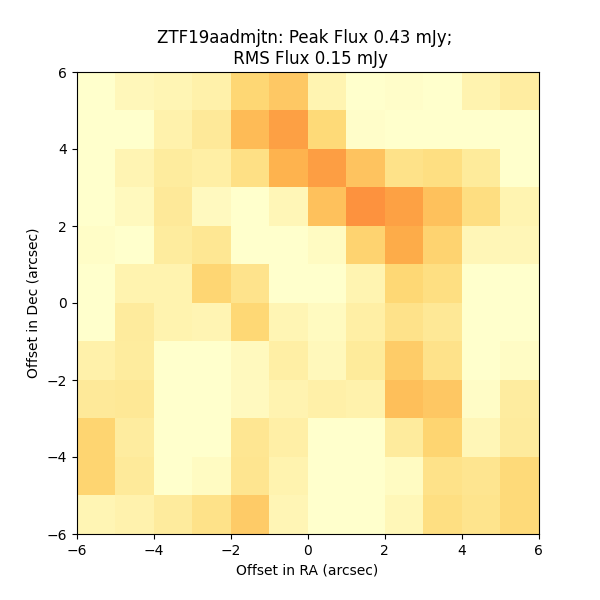 ZTF19aadmjtn: Peak Flux 0.43 mJy;
RMS Flux 0.15 mJy
6
4
2
0
−2
−4
−6
Offset in Dec (arcsec)
−6 −4 −2 0 2 4 6
Offset in RA (arcsec)